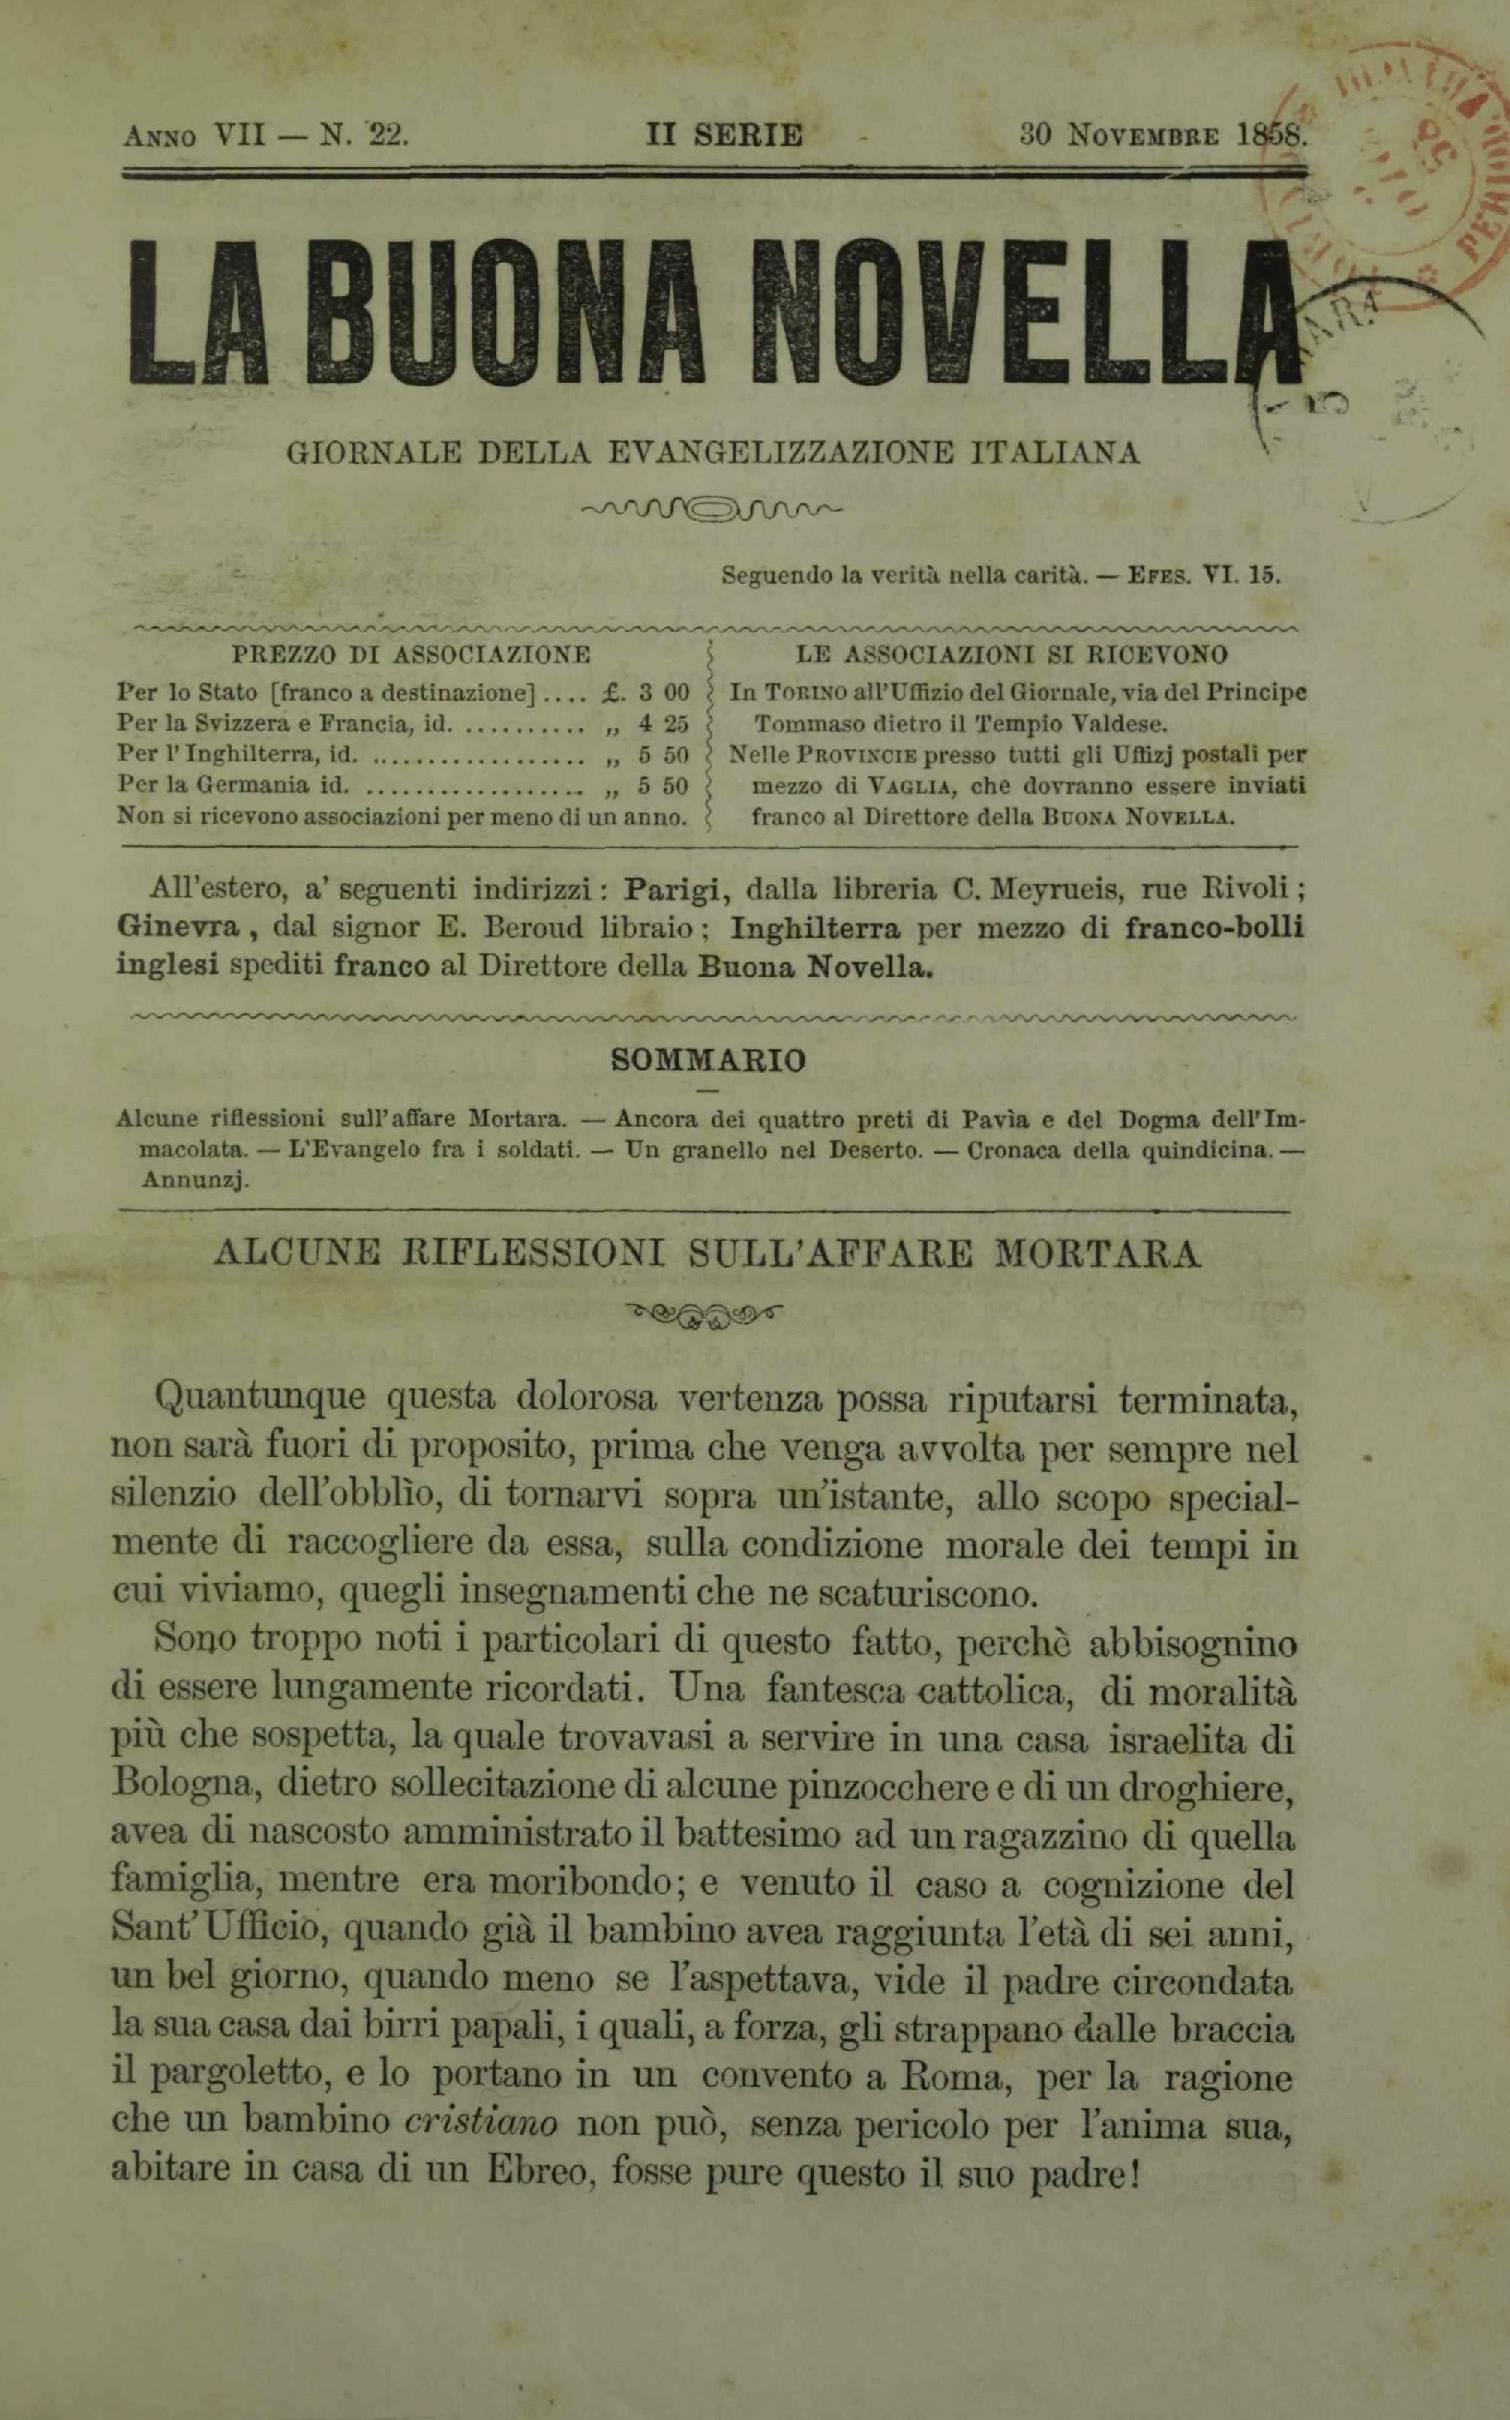 ANNO VII — N. 22. II SERIE 30 NOVEMBRE 1858.
LA BUONA NOVELLA
GIORNALE DELLA EVANGELIZZAZIONE ITALIANA
Seguendo la verità nella carità. — EFES. VI. 15.
PREZZO DI ASSOCIAZIONE
Per lo Stato [franco a destinazione] .... £. 3 00
Per la Svizzera e Francia, id. .......... „ 4 25
Per l' Inghilterra, id. .................. „ 5 50
Per la Germania id. .................. „ 5 50
Non si ricevono associazioni per meno di un anno.
LE ASSOCIAZIONI SI RICEVONO
In TORINO all'Uffizio del Giornale, via del Principe
Tommaso dietro il Tempio Valdese.
Nelle PROVINCIE presso tutti gli Uffizj postali per
mezzo di VAGLIA, che dovranno essere inviati
franco al Direttore della BUONA NOVELLA.
All'estero, a' seguenti indirizzi : Parigi, dalla libreria C. Meyrueis, rue Rivoli ;
Ginevra , dal signor E. Beroud libraio ; Inghilterra per mezzo di franco-bolli
inglesi spediti franco al Direttore della Buona Novella.
SOMMARIO
Alcune riflessioni sull'affare Mortara. — Ancora dei quattro preti di Pavia e del Dogma dell'Im-
macolata. — L'Evangelo fra i soldati. — Un granello nel Deserto. — Cronaca della quindicina. —
Annunzj.
ALCUNE RIFLESSIONI SULL'AFFARE MORTARA
Quantunque questa dolorosa vertenza possa riputarsi terminata,
non sarà fuori di proposito, prima che venga avvolta per sempre nel
silenzio dell'obblìo, di tornarvi sopra un'istante, allo scopo special-
mente di raccogliere da essa, sulla condizione morale dei tempi in
cui viviamo, quegli insegnamenti che ne scaturiscono.
Sono troppo noti i particolari di questo fatto, perchè abbisognino
di essere lungamente ricordati. Una fantesca cattolica, di moralità
più che sospetta, la quale trovavasi a servire in una casa israelita di
Bologna, dietro sollecitazione di alcune pinzocchere e di un droghiere,
avea di nascosto amministrato il battesimo ad un ragazzino di quella
famiglia, mentre era moribondo; e venuto il caso a cognizione del
Sant' Ufficio, quando già il bambino avea raggiunta l'età di sei anni,
un bel giorno, quando meno se l'aspettava, vide il padre circondata
la sua casa dai birri papali, i quali, a forza, gli strappano dalle braccia
il pargoletto, e lo portano in un convento a Roma, per la ragione
che un bambino cristiano non può, senza pericolo per l'anima sua,
abitare in casa di un Ebreo, fosse pure questo il suo padre!